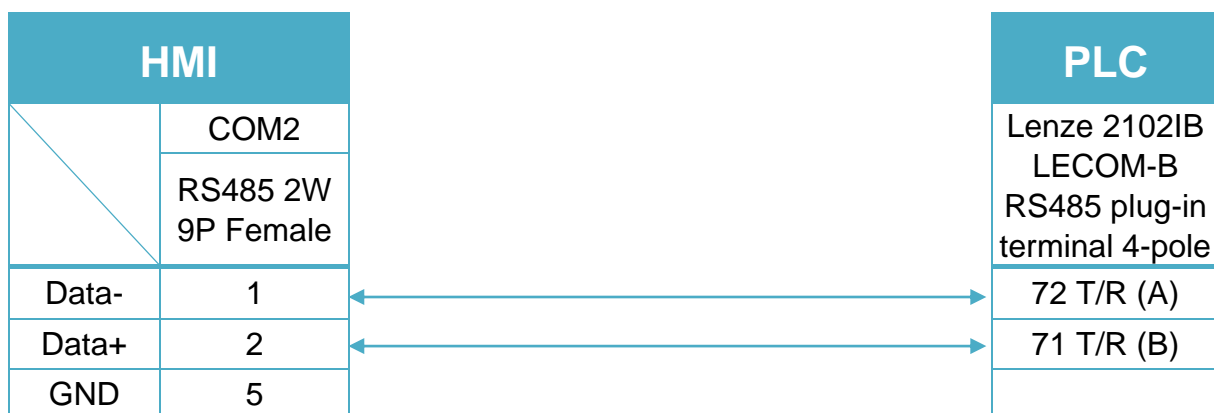 HMI
PLC
COM2
RS485 2W
9P Female
Lenze 2102IB
LECOM-B
RS485 plug-in
terminal 4-pole
Data- 1 72 T/R (A)
Data+ 2 71 T/R (B)
GND 5